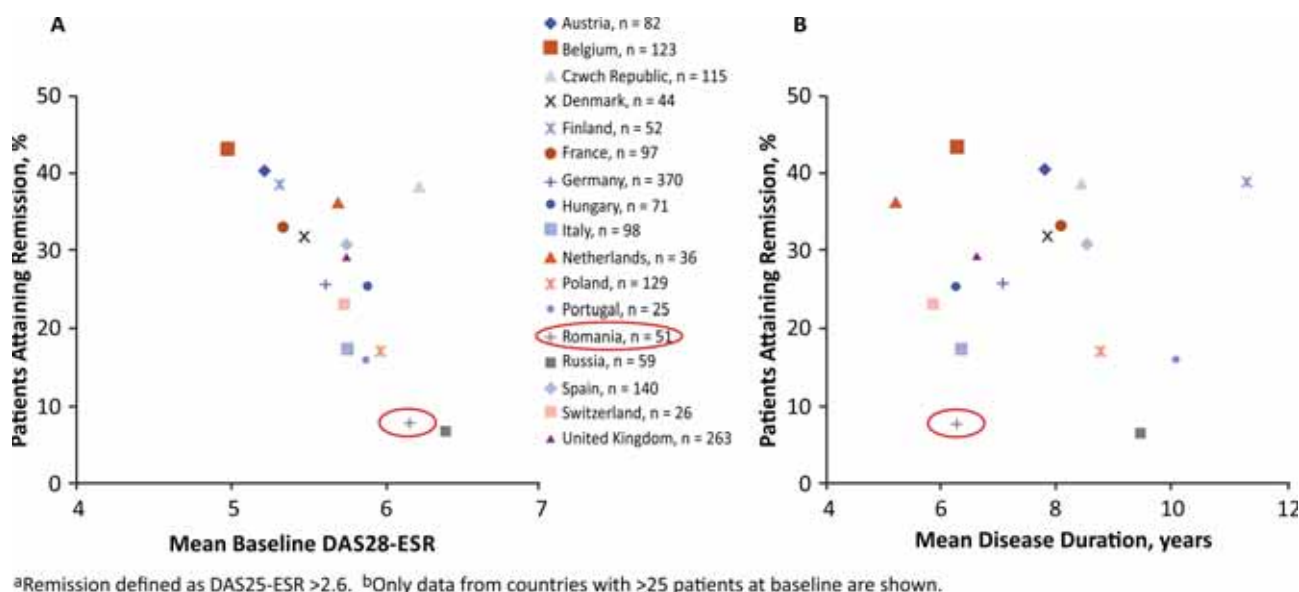 A
Austria, n = 82
Belgium, n = 123
Czwch Republic, n = 115
Denmark, n = 44
Finland, n = 52
France, n = 97
Germany, n = 370
Hungary, n = 71
Italy, n = 98
Netherlands, n = 36
Poland, n = 129
Portugal, n = 25
Romania, n = 51
Russia, n = 59
Spain, n = 140
Switzerland, n = 26
United Kingdom, n = 263
Patients Attaining Remission, %
50
40
30
20
10
0
4 5 6 7
Mean Baseline DAS28-ESR
B
Patients Attaining Remission, %
50
40
30
20
10
0
4 6 8 10 12
Mean Disease Duration, years
aRemission defined as DAS25-ESR >2.6. bOnly data from countries with >25 patients at baseline are shown.